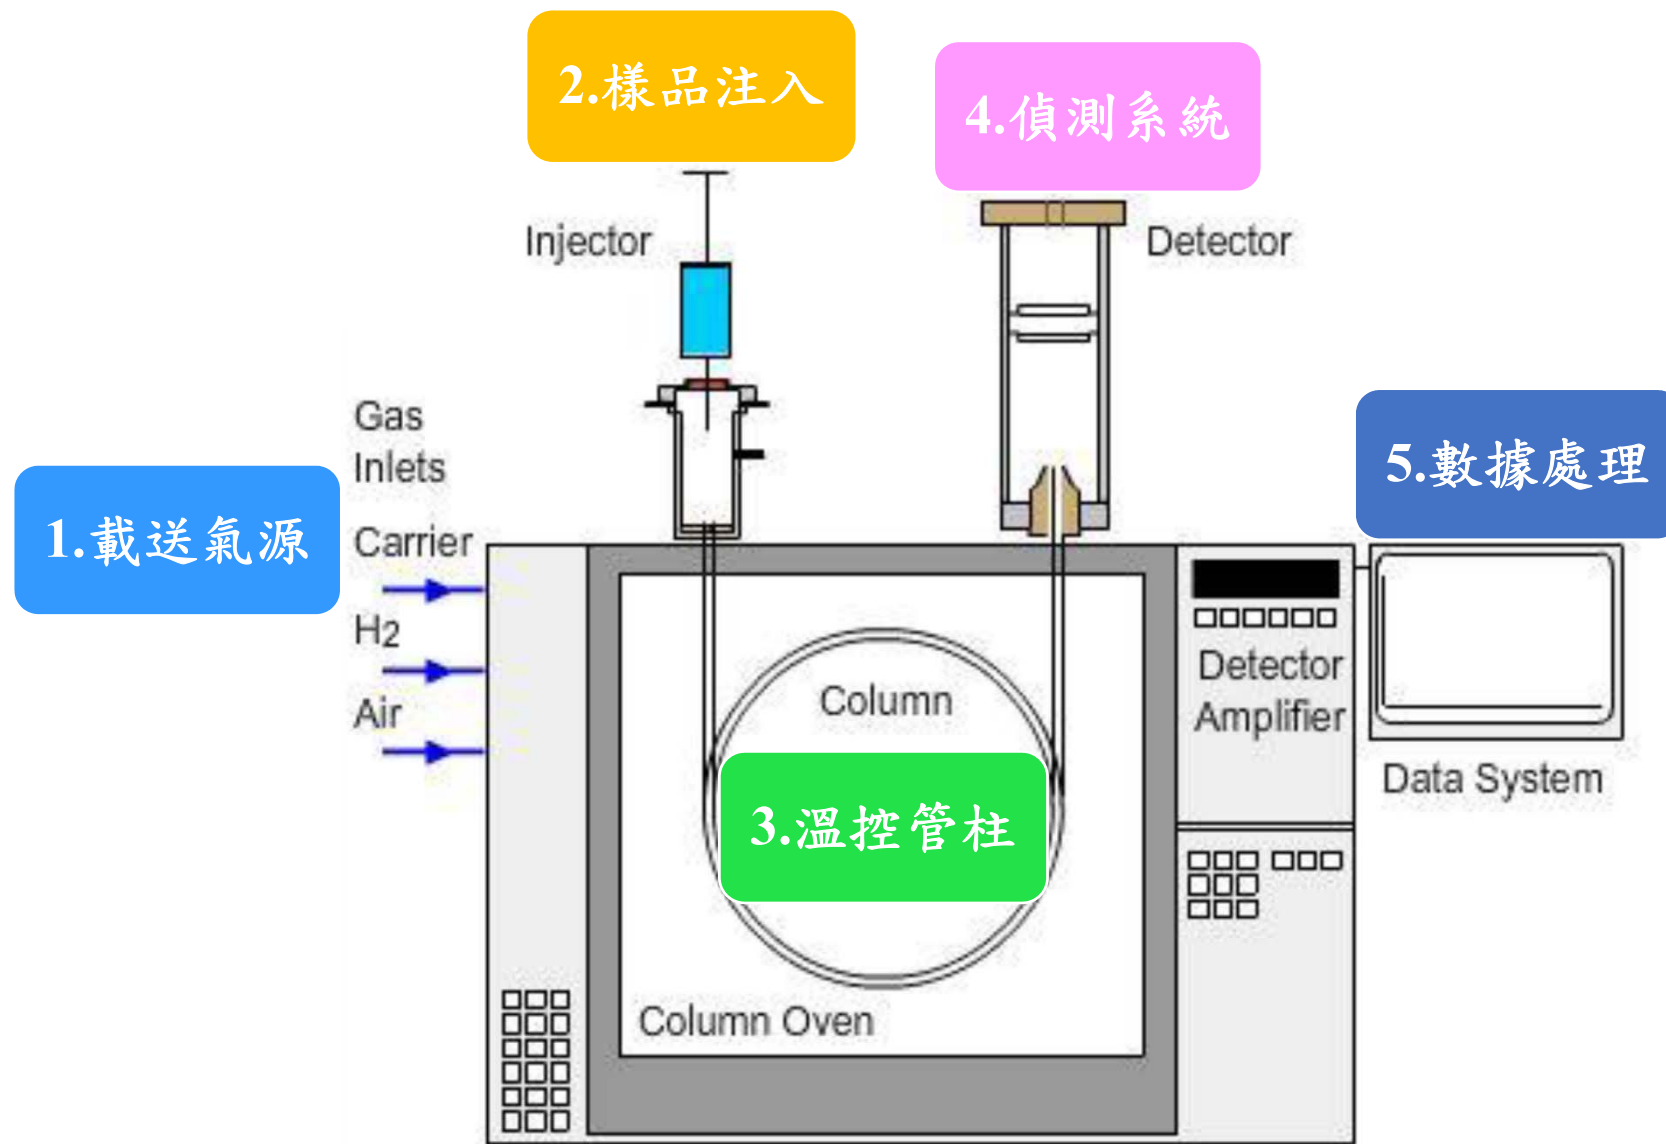 2.樣品注入
4.偵測系統
Injector
Detector
Gas
Inlets
1.載送氣源
Carrier
H2
Air
5.數據處理
Detector
Amplifier
Data System
Column
3.溫控管柱
Column Oven